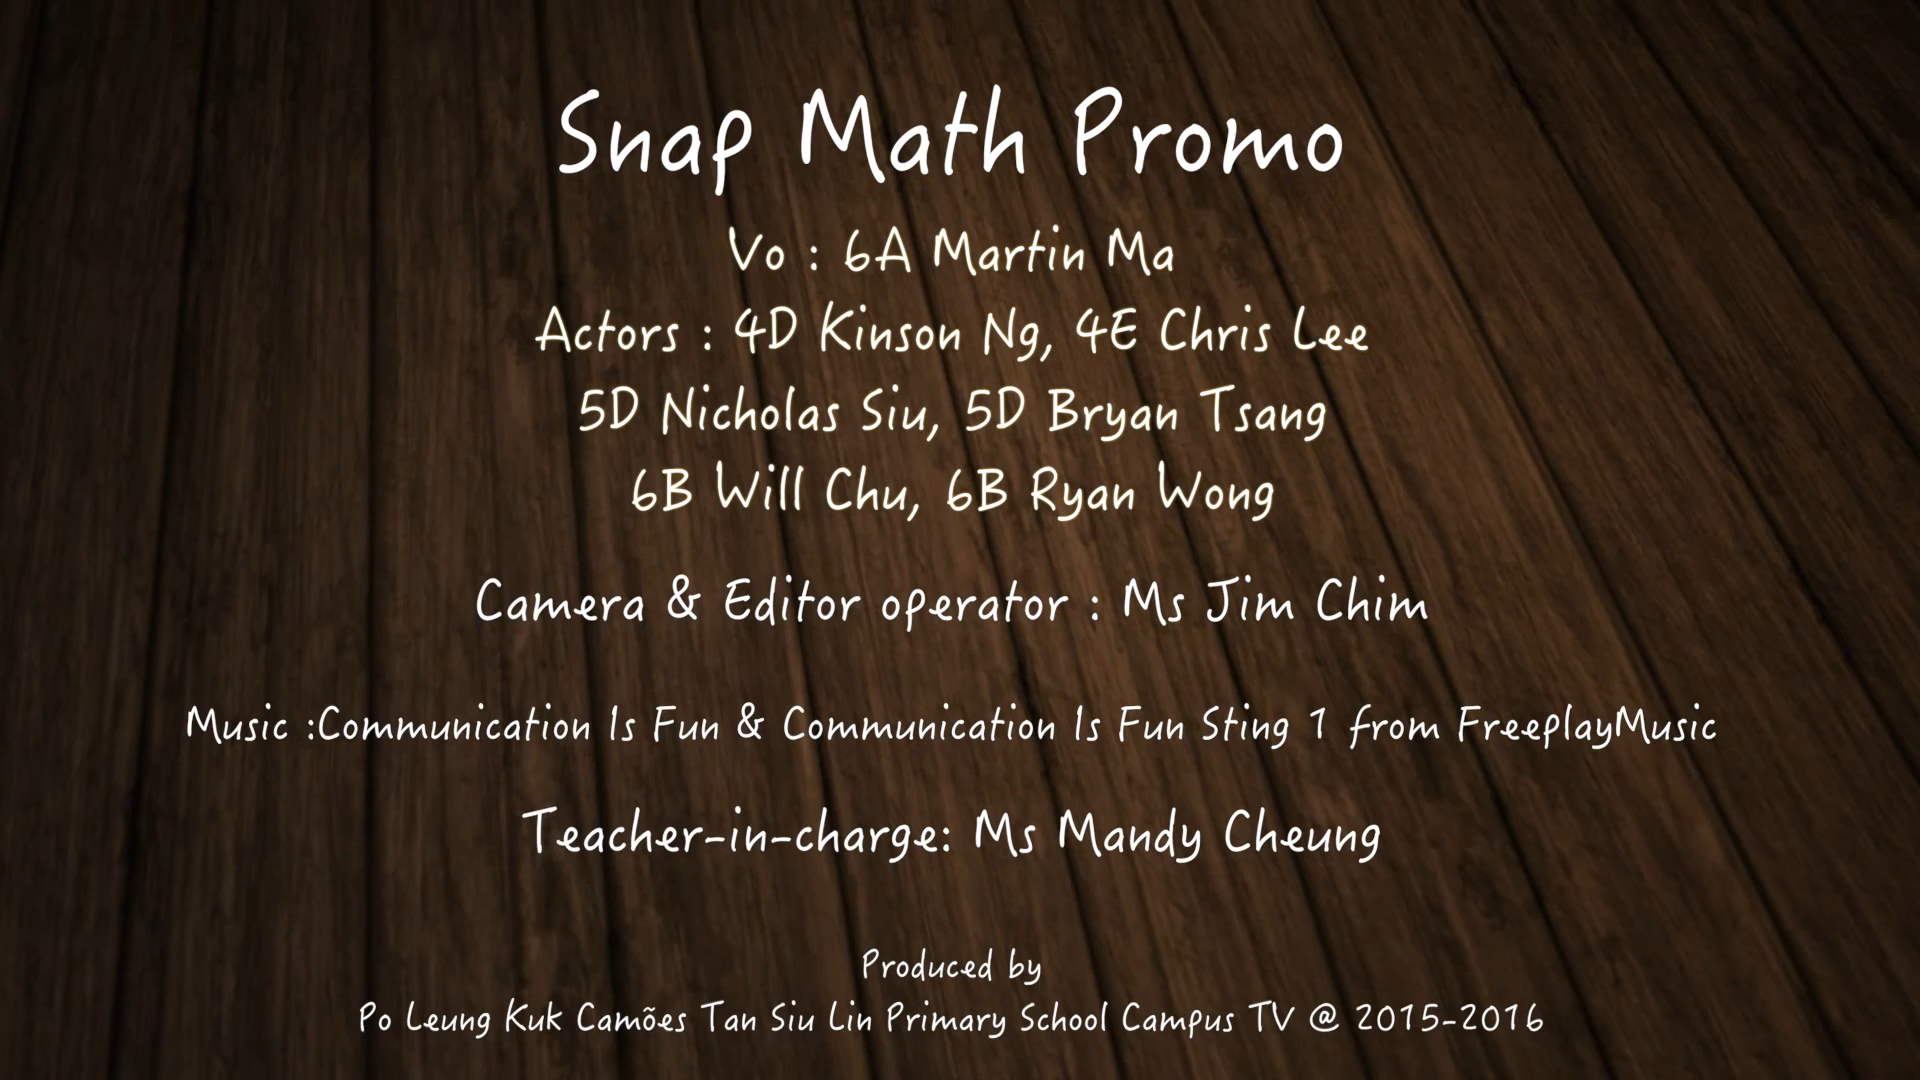 Snap Math Promo
Vo : 6A Martin Ma
Actors : 4D Kinson Ng, 4E Chris Lee
5D Nicholas Siu, 5D Bryan Tsang
6B Will Chu, 6B Ryan Wong
Camera & Editor operator : Ms Jim Chim
Music :Communication Is Fun & Communication Is Fun Sting 1 from FreeplayMusic
Teacher-in-charge: Ms Mandy Cheung
Produced by
Po Leung Kuk Camões Tan Siu Lin Primary School Campus TV @ 2015-2016